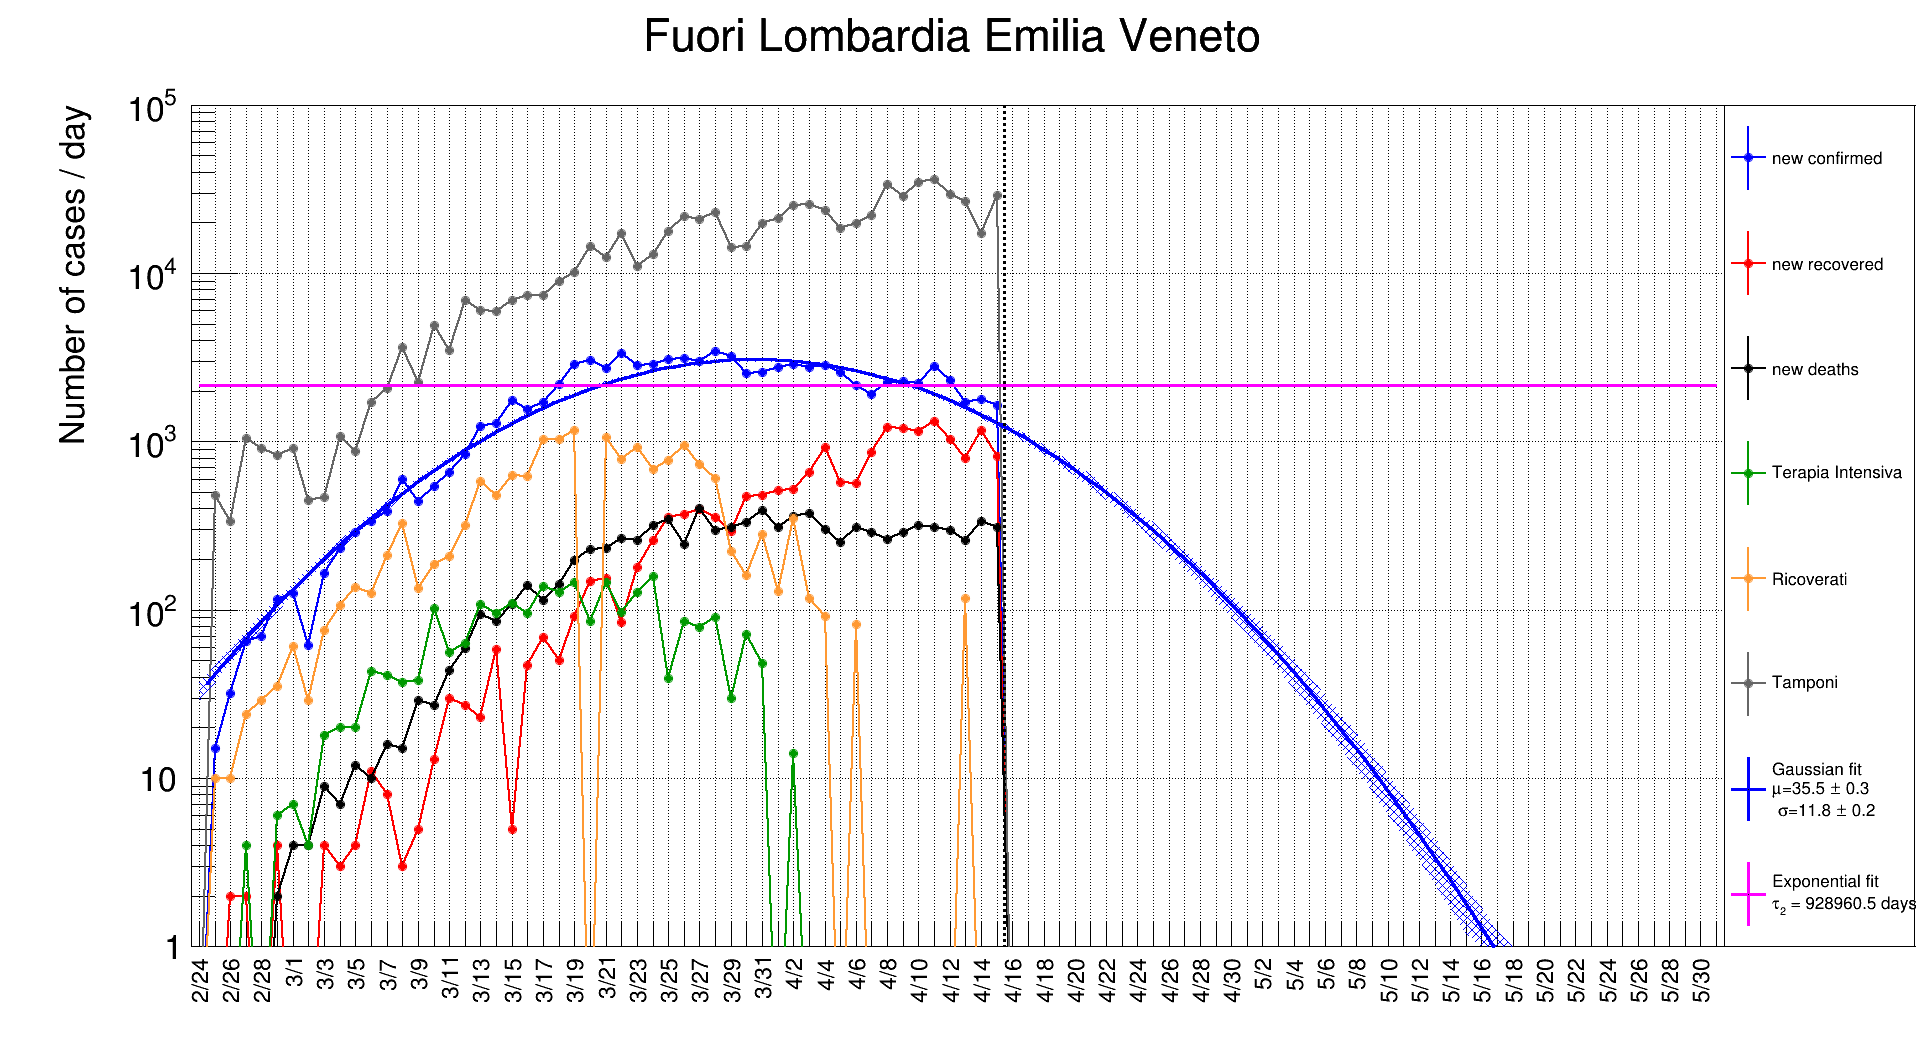 Fuori Lombardia Emilia Veneto
Number of cases / day
10^5
10^4
10^3
10^2
10
1
2/24 2/26 2/28 3/1 3/3 3/5 3/7 3/9 3/11 3/13 3/15 3/17 3/19 3/21 3/23 3/25 3/27 3/29 3/31 4/2 4/4 4/6 4/8 4/10 4/12 4/14 4/16 4/18 4/20 4/22 4/24 4/26 4/28 4/30 5/2 5/4 5/6 5/8 5/10 5/12 5/14 5/16 5/18 5/20 5/22 5/24 5/26 5/28 5/30
new confirmed
new recovered
new deaths
Terapia Intensiva
Ricoverati
Tamponi
Gaussian fit
μ=35.5 ± 0.3
σ=11.8 ± 0.2
Exponential fit
τ₂ = 928960.5 days